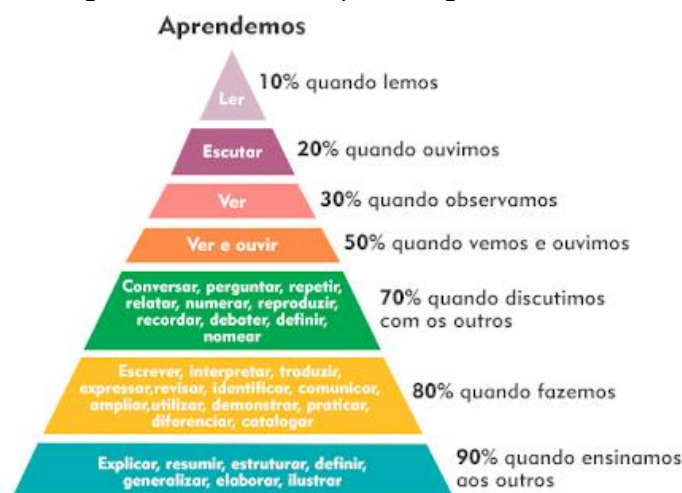 Aprendemos
Ler
10% quando lemos
Escutar
20% quando ouvimos
Ver
30% quando observamos
Ver e ouvir
50% quando vemos e ouvimos
Conversar, perguntar, repetir,
relatar, numerar, reproduzir,
recordar, debater, definir,
nomear
70% quando discutimos
com os outros
Escrever, interpretar, traduzir,
expressar,revisar, identificar, comunicar,
ampliar,utilizar, demonstrar, praticar,
diferenciar, catalogar
80% quando fazemos
Explicar, resumir, estruturar, definir,
generalizar, elaborar, ilustrar
90% quando ensinamos
aos outros